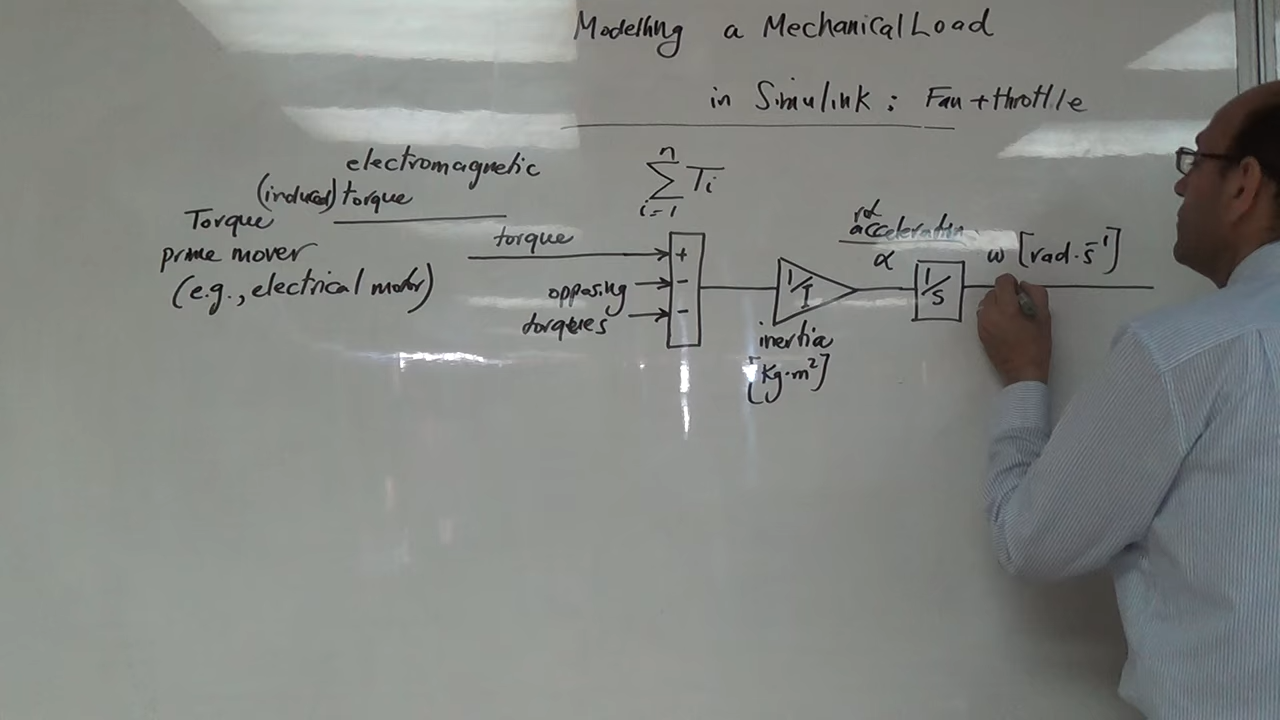 Modelling a Mechanical Load
in Simulink: Fan + throttle
electromagnetic
(induced) torque
Torque
prime mover
(e.g., electrical motor)
torque
opposing
torques
n
∑ Ti
i=1
+
-
-
1/I
inertia
[Kg·m²]
rot
acceleration
α
1/s
ω [rad·s⁻¹]